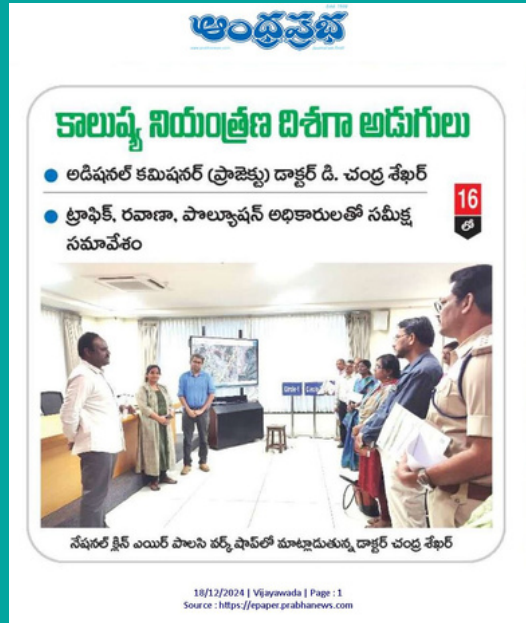 ఆంధ్రప్రభ
కాలుష్య నియంత్రణ దిశగా అడుగులు
అడిషనల్ కమిషనర్ (ప్రాజెక్టు) డాక్టర్ డి. చంద్ర శేఖర్
ట్రాఫిక్, రవాణా, పొల్యూషన్ అధికారులతో సమీక్ష
సమావేశం
16
లో
నేషనల్ క్లీన్ ఎయిర్ పాలసి వర్క్ షాప్‌లో మాట్లాడుతున్న డాక్టర్ చంద్ర శేఖర్
18/12/2024 | Vijayawada | Page : 1
Source : https://epaper.prabhanews.com